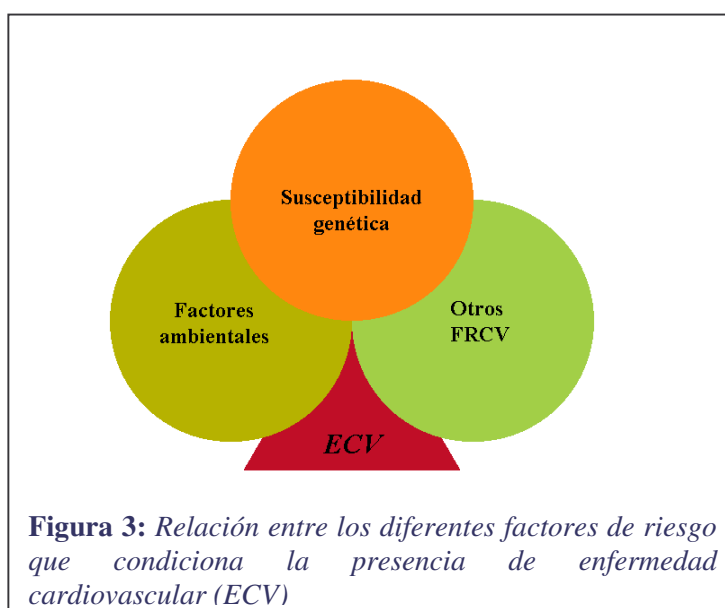 Susceptibilidad
genética
Factores
ambientales
Otros
FRCV
ECV
Figura 3: Relación entre los diferentes factores de riesgo
que condiciona la presencia de enfermedad
cardiovascular (ECV)